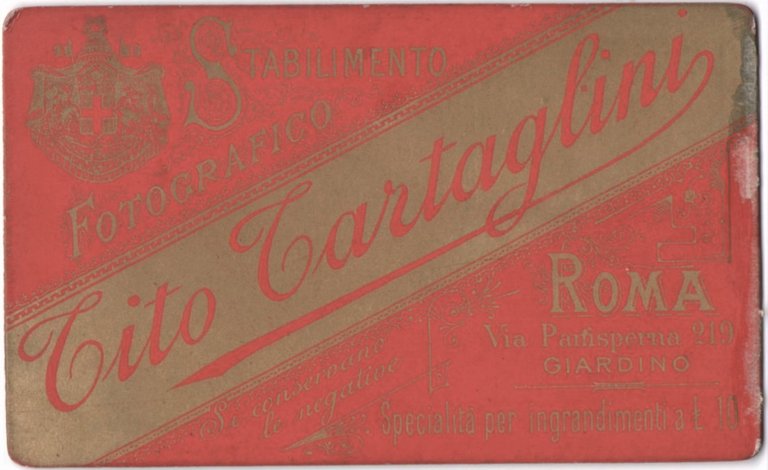 STABILIMENTO
FOTOGRAFICO
Tito Tartaglini
ROMA
Via Panisperna 219
GIARDINO
Si conservano
le negative
Specialità per ingrandimenti a £ 10